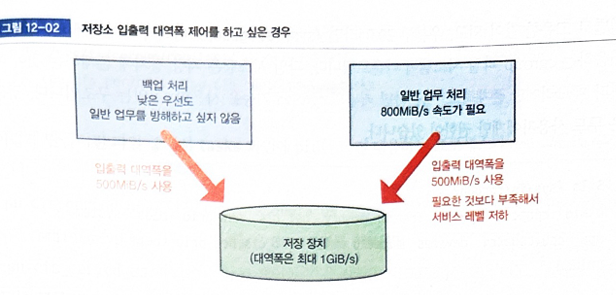 그림 12-02 저장소 입출력 대역폭 제어를 하고 싶은 경우
백업 처리
낮은 우선도
일반 업무를 방해하고 싶지 않음
일반 업무 처리
800MiB/s 속도가 필요
입출력 대역폭을
500MiB/s 사용
입출력 대역폭을
500MiB/s 사용
필요한 것보다 부족해서
서비스 레벨 저하
저장 장치
(대역폭은 최대 1GiB/s)